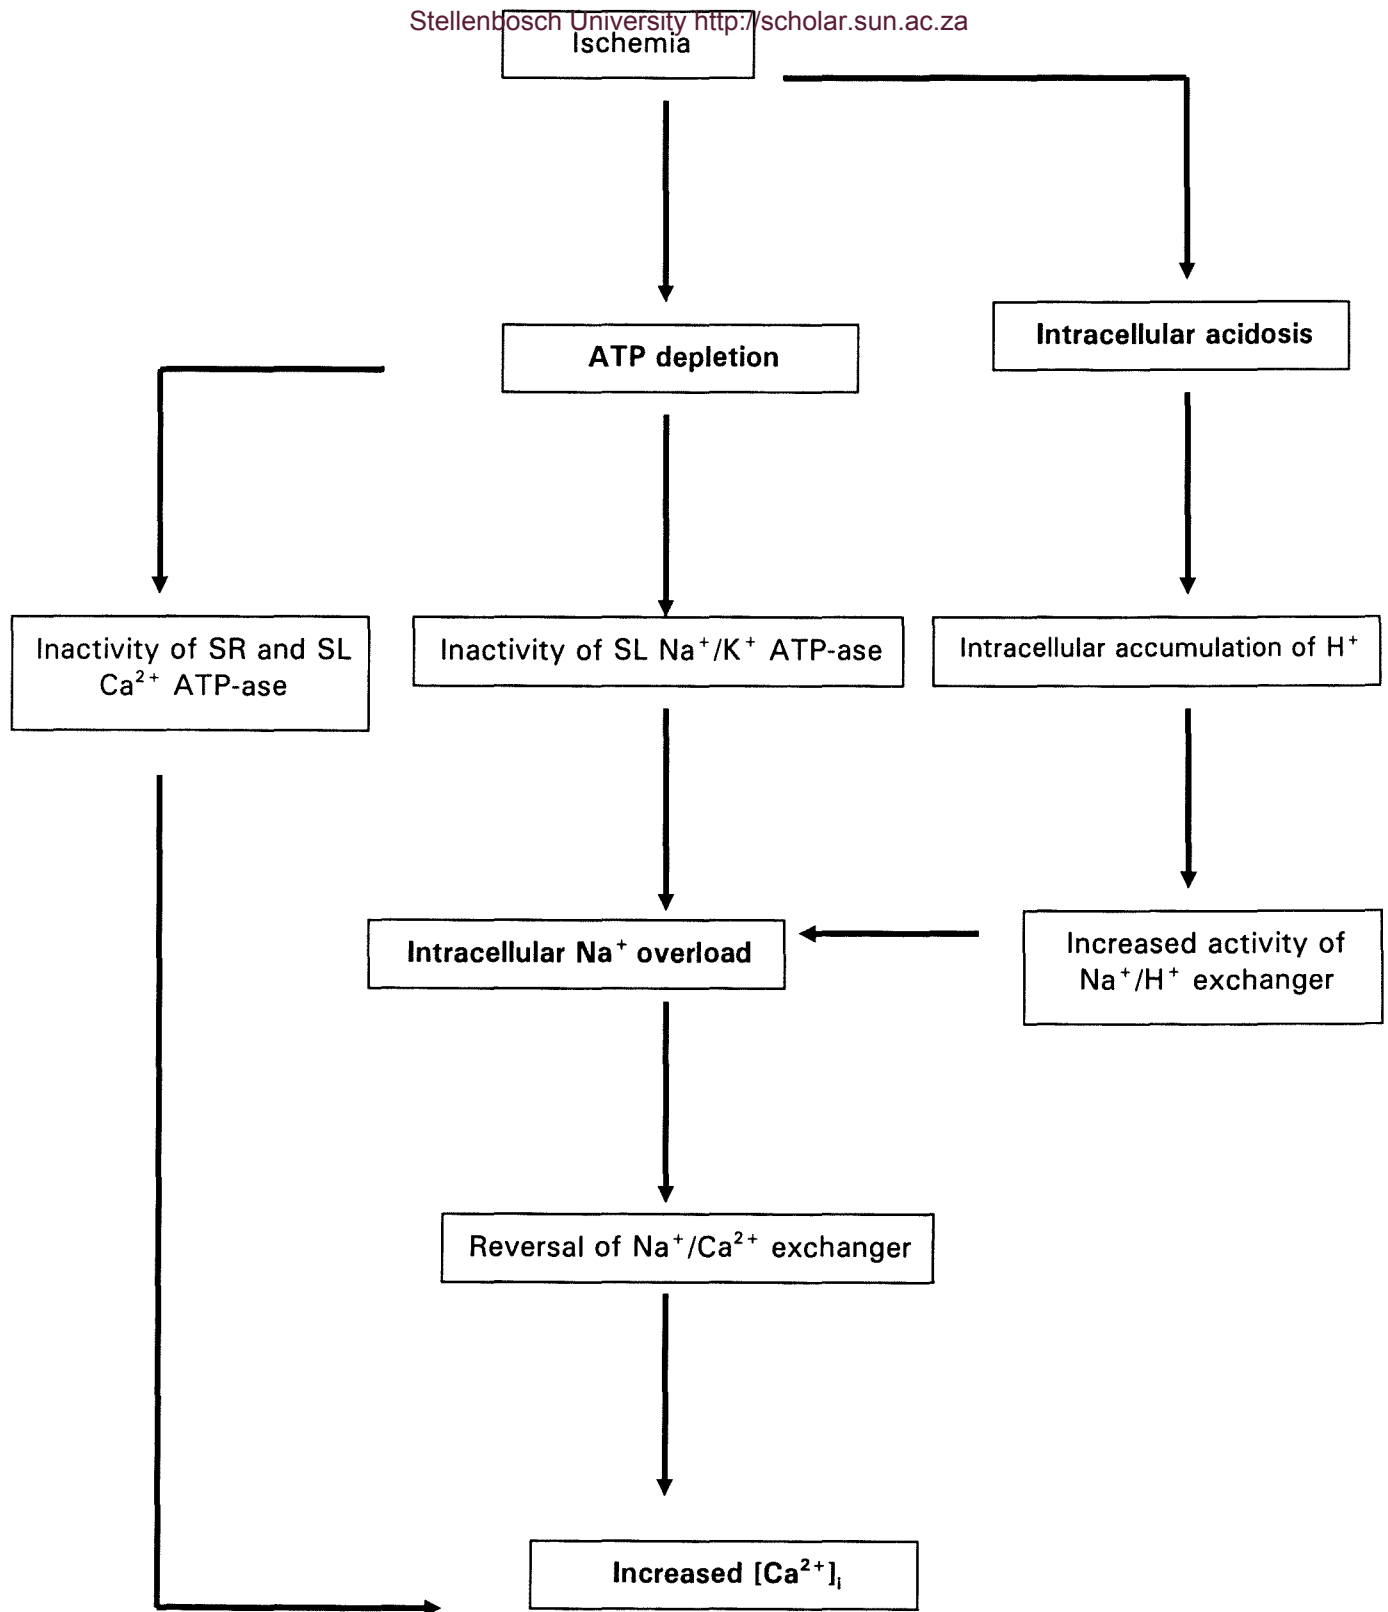 Stellenbosch University http://scholar.sun.ac.za
Ischemia
Intracellular acidosis
ATP depletion
Inactivity of SR and SL
Ca²⁺ ATP-ase
Inactivity of SL Na⁺/K⁺ ATP-ase
Intracellular accumulation of H⁺
Intracellular Na⁺ overload
Increased activity of
Na⁺/H⁺ exchanger
Reversal of Na⁺/Ca²⁺ exchanger
Increased [Ca²⁺]ᵢ